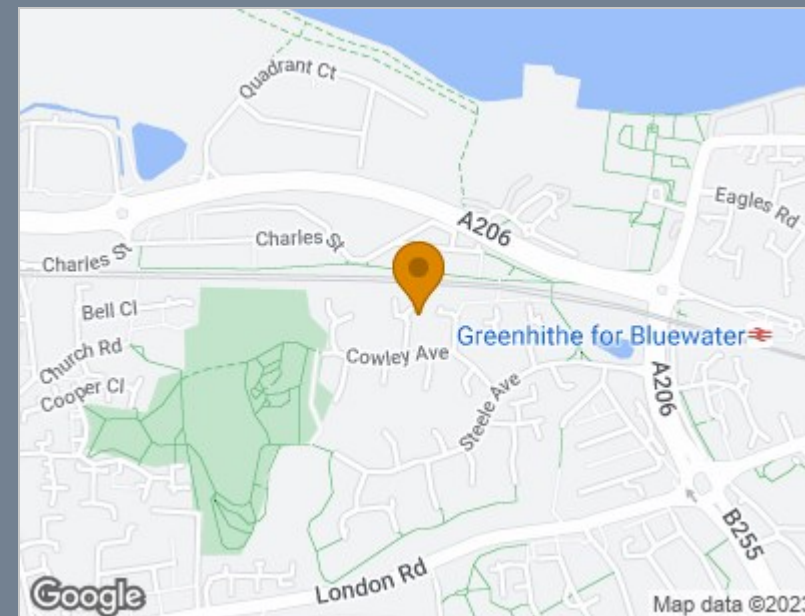 Quadrant Ct
Eagles Rd
A206
Charles St
Charles St
Bell Cl
Greenhithe for Bluewater
Church Rd
Cowley Ave
Cooper Cl
A206
Steele Ave
B255
London Rd
Google
Map data ©2022